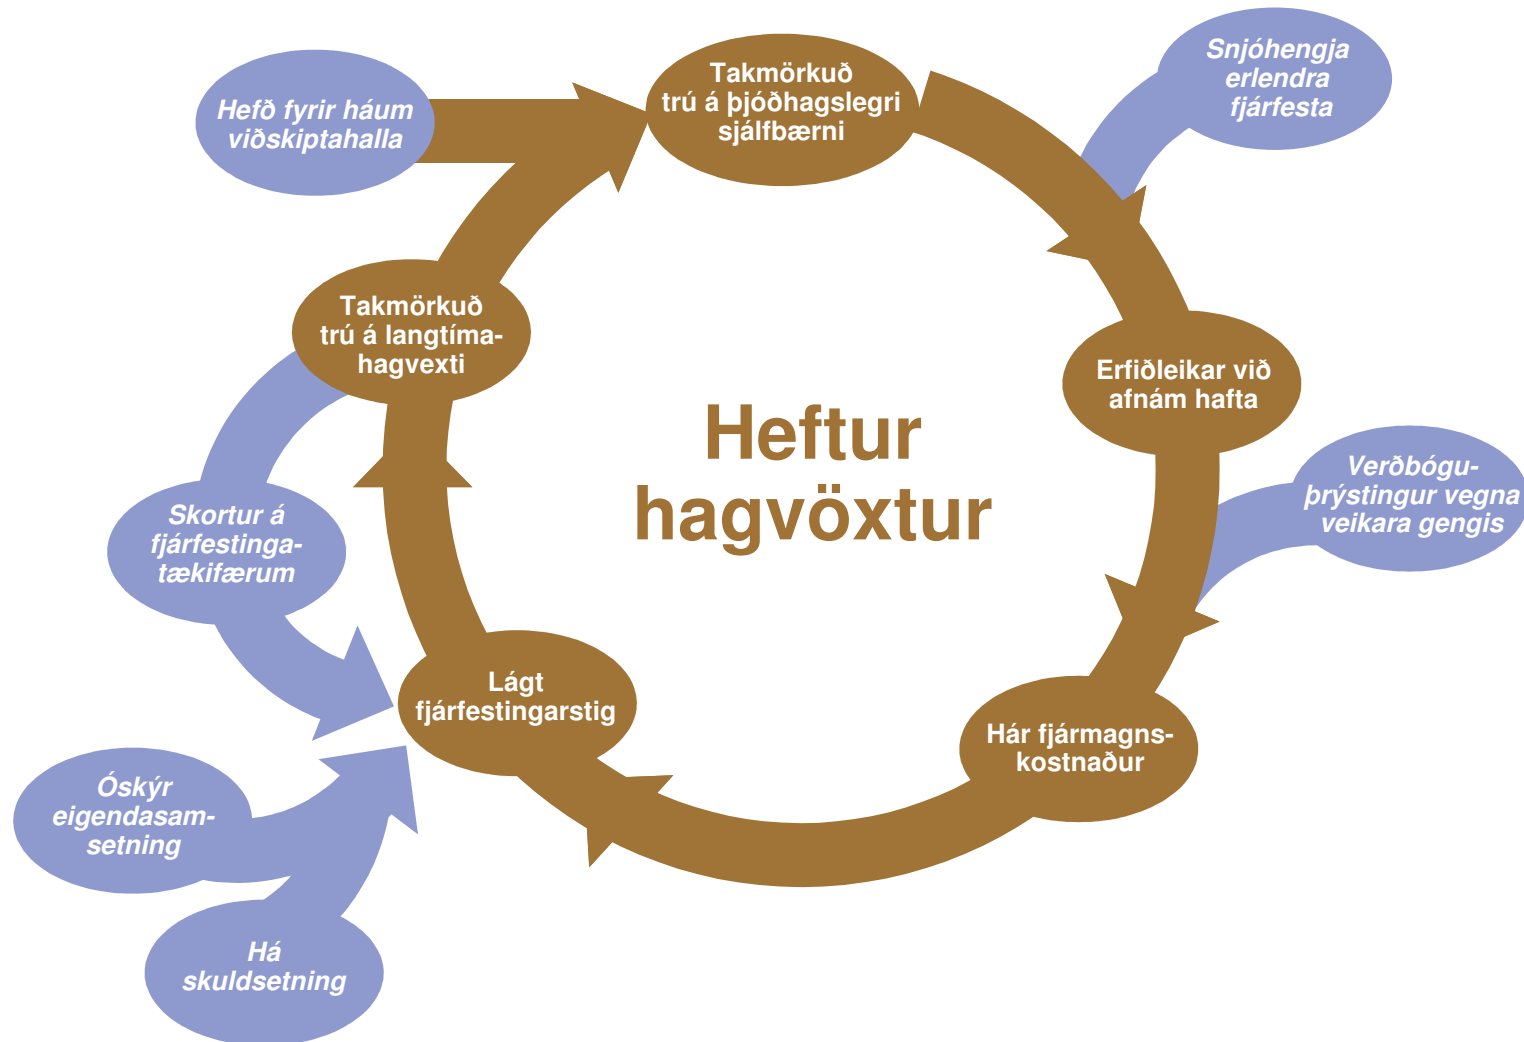 Takmörkuð
trú á þjóðhagslegri
sjálfbærni
Snjóhengja
erlendra
fjárfesta
Hefð fyrir háum
viðskiptahalla
Takmörkuð
trú á langtíma-
hagvexti
Erfiðleikar við
afnám hafta
Heftur
hagvöxtur
Verðbógu-
þrýstingur vegna
veikara gengis
Skortur á
fjárfestinga-
tækifærum
Lágt
fjárfestingarstig
Hár fjármagns-
kostnaður
Óskýr
eigendasam-
setning
Há
skuldsetning